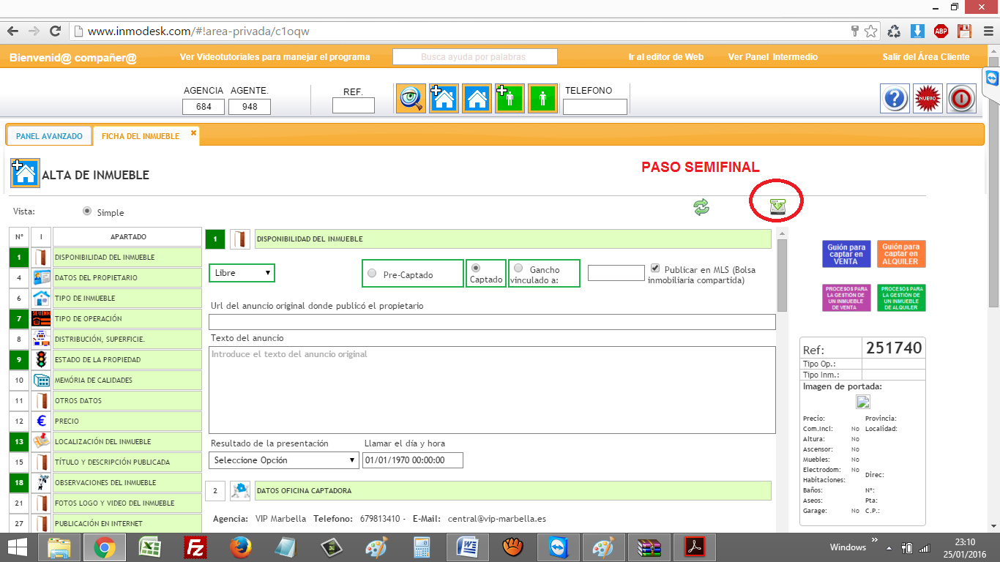 www.inmodesk.com/#!area-privada/c1oqw
ABP
Bienvenid@ compañer@
Ver Videotutoriales para manejar el programa
Busca ayuda por palabras
Ir al editor de Web
Ver Panel Intermedio
Salir del Área Cliente
AGENCIA AGENTE.
684 948
REF.
TELEFONO
NUEVO
PANEL AVANZADO
FICHA DEL INMUEBLE
ALTA DE INMUEBLE
PASO SEMIFINAL
Vista:
Simple
Nº I APARTADO
1 DISPONIBILIDAD DEL INMUEBLE
4 DATOS DEL PROPIETARIO
6 TIPO DE INMUEBLE
7 TIPO DE OPERACIÓN
8 DISTRIBUCIÓN, SUPERFICIE.
9 ESTADO DE LA PROPIEDAD
10 MEMÓRIA DE CALIDADES
11 OTROS DATOS
12 € PRECIO
13 LOCALIZACIÓN DEL INMUEBLE
15 TÍTULO Y DESCRIPCIÓN PUBLICADA
18 OBSERVACIONES DEL INMUEBLE
21 FOTOS LOGO Y VIDEO DEL INMUEBLE
27 PUBLICACIÓN EN INTERNET
1 DISPONIBILIDAD DEL INMUEBLE
Libre
Pre-Captado
Captado
Gancho
vinculado a:
Publicar en MLS (Bolsa
inmobiliaria compartida)
Url del anuncio original donde publicó el propietario
Texto del anuncio
Introduce el texto del anuncio original
Resultado de la presentación
Llamar el día y hora
Seleccione Opción
01/01/1970 00:00:00
2 DATOS OFICINA CAPTADORA
Agencia: VIP Marbella Telefono: 679813410 - E-Mail: central@vip-marbella.es
Guión para
captar en
VENTA
Guión para
captar en
ALQUILER
PROCESOS PARA
LA GESTIÓN DE
UN INMUEBLE
DE VENTA
PROCESOS PARA
LA GESTIÓN DE
UN INMUEBLE
DE ALQUILER
Ref: 251740
Tipo Op.:
Tipo Inm.:
Imagen de portada:
Precio: Provincia:
Com.Incl: No Localidad:
Altura: No
Ascensor: No
Muebles: No
Electrodom: No
Direc:
Habitaciones:
Baños: Nº:
Aseos: Pta:
Garage: No C.P.:
Windows
23:10
25/01/2016